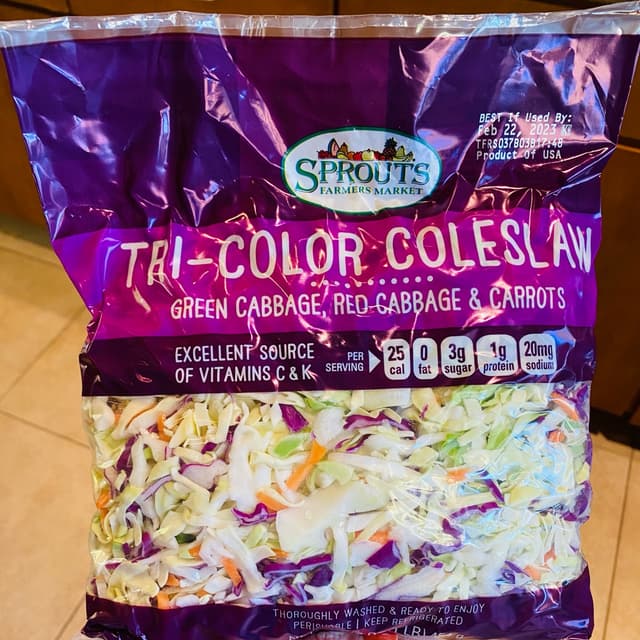 BEST If Used By:
Feb 22, 2023
Product of USA
SPROUTS
FARMERS MARKET
TRI-COLOR COLESLAW
GREEN CABBAGE, RED CABBAGE & CARROTS
EXCELLENT SOURCE
OF VITAMINS C & K
PER
SERVING
25 cal
0 fat
3g sugar
1g protein
20mg sodium
THOROUGHLY WASHED & READY TO ENJOY
PERISHABLE | KEEP REFRIGERATED